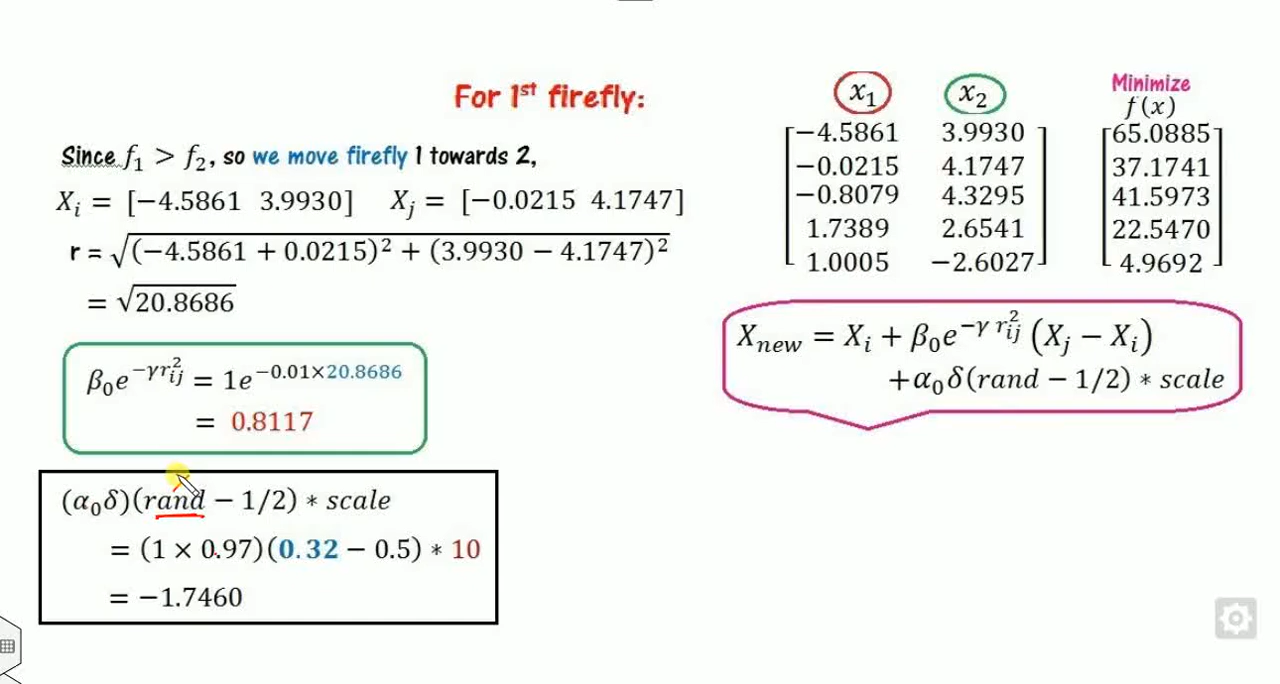 For 1st firefly:
Since f₁ > f₂, so we move firefly 1 towards 2,
Xᵢ = [−4.5861 3.9930] Xⱼ = [−0.0215 4.1747]
r = √((−4.5861 + 0.0215)² + (3.9930 − 4.1747)²)
= √20.8686
β₀e^(−γr²ᵢⱼ) = 1e^(−0.01×20.8686)
= 0.8117
(α₀δ)(rand − 1/2) ∗ scale
= (1 × 0.97)(0.32 − 0.5) ∗ 10
= −1.7460
x₁ x₂ Minimize f(x)
−4.5861 3.9930 65.0885
−0.0215 4.1747 37.1741
−0.8079 4.3295 41.5973
1.7389 2.6541 22.5470
1.0005 −2.6027 4.9692
Xnew = Xᵢ + β₀e^(−γ r²ᵢⱼ) (Xⱼ − Xᵢ)
+α₀δ(rand − 1/2) ∗ scale